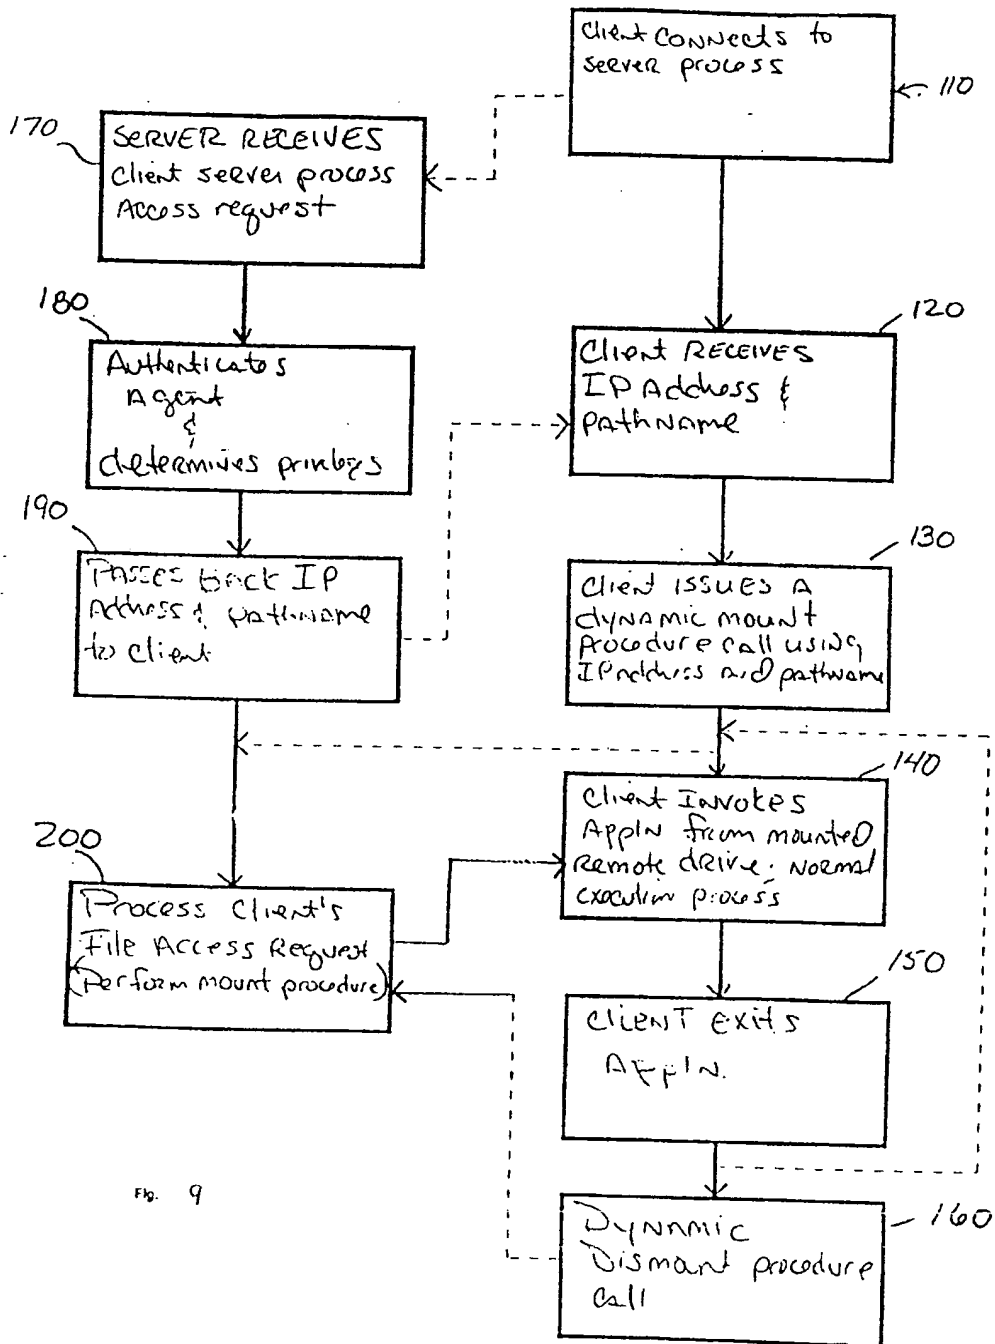 Client Connects to
server process
110
170
SERVER RECEIVES
Client server process
Access request
180
Authenticates
Agent
&
determines privleges
120
Client RECEIVES
IP Address &
PathName
190
Passes back IP
Address & pathname
to client
130
Client ISSUES A
dynamic mount
procedure call using
IP address and pathname
140
Client Invokes
Appln from mounted
Remote drive; Normal
execution process
200
Process Client's
File Access Request
(Perform mount procedure)
150
Client Exits
Appln.
160
Dynamic
Dismant procedure
call
Fig. 9